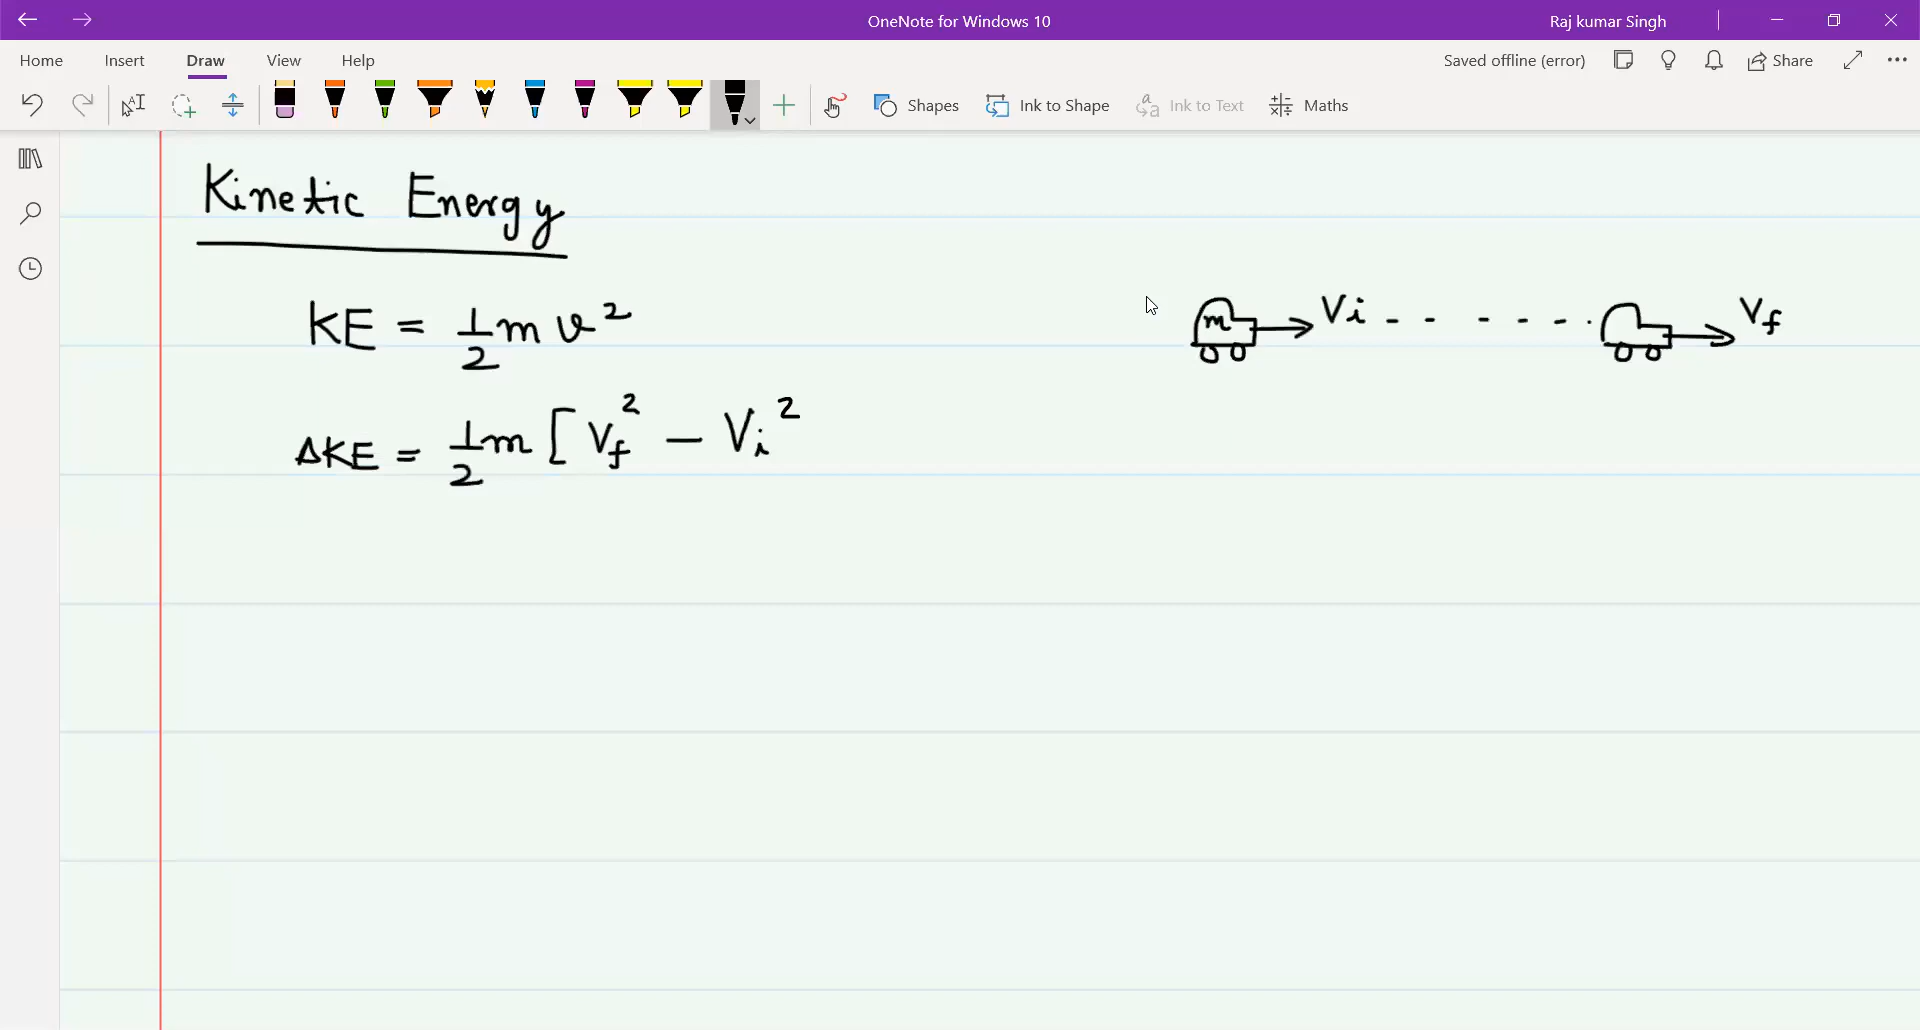 OneNote for Windows 10
Raj kumar Singh
Home Insert Draw View Help
Saved offline (error) Share
Shapes Ink to Shape Ink to Text Maths
Kinetic Energy
KE = 1/2 m v²
m Vi - - - - - . Vf
ΔKE = 1/2 m [ Vf² - Vi²